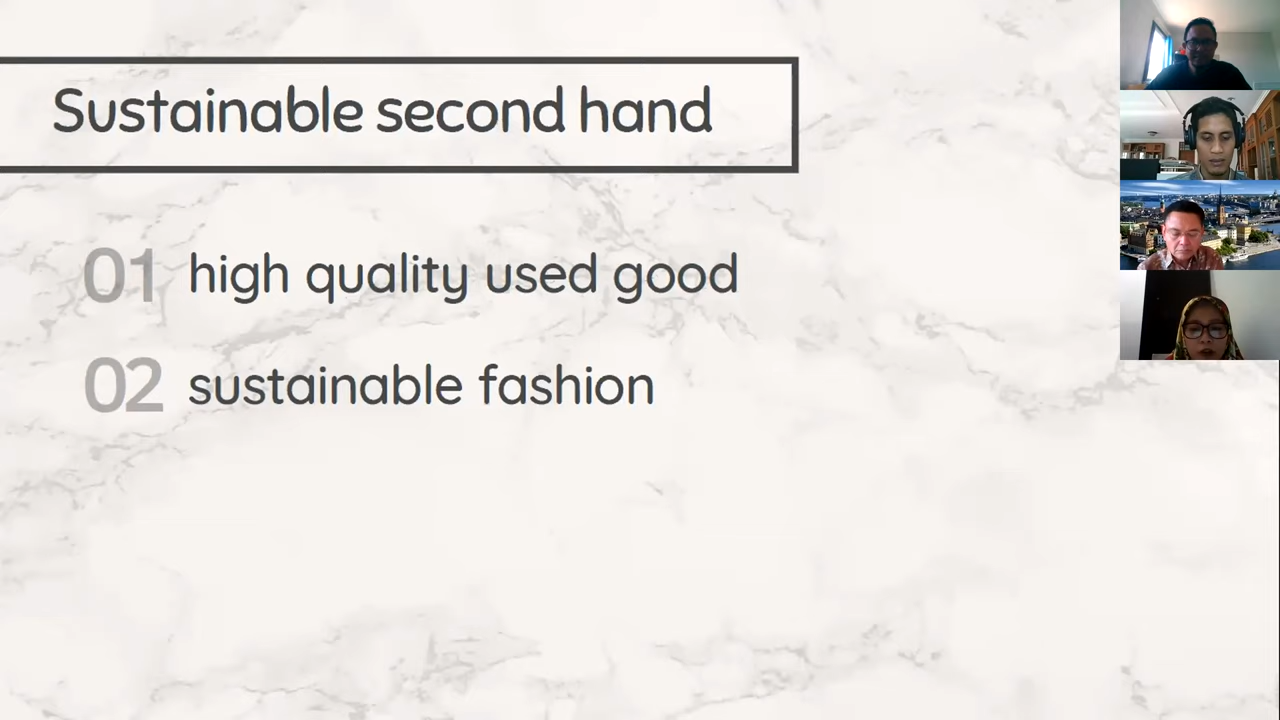 Sustainable second hand
01 high quality used good
02 sustainable fashion